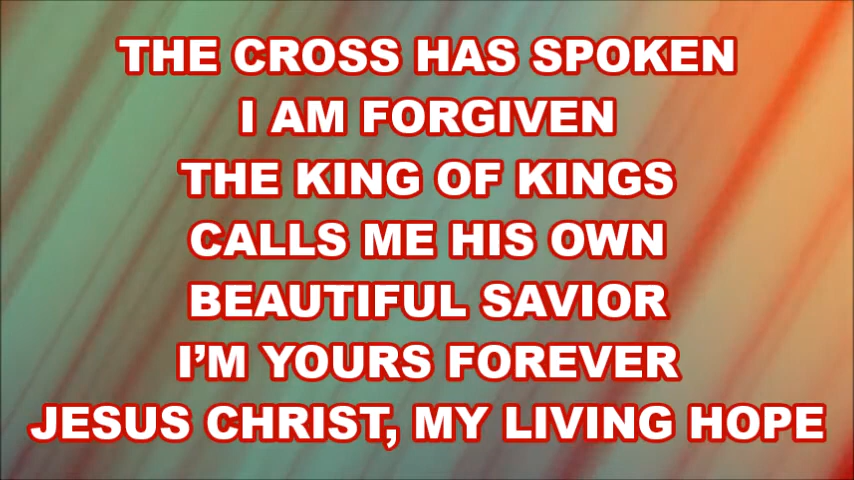 THE CROSS HAS SPOKEN
I AM FORGIVEN
THE KING OF KINGS
CALLS ME HIS OWN
BEAUTIFUL SAVIOR
I’M YOURS FOREVER
JESUS CHRIST, MY LIVING HOPE